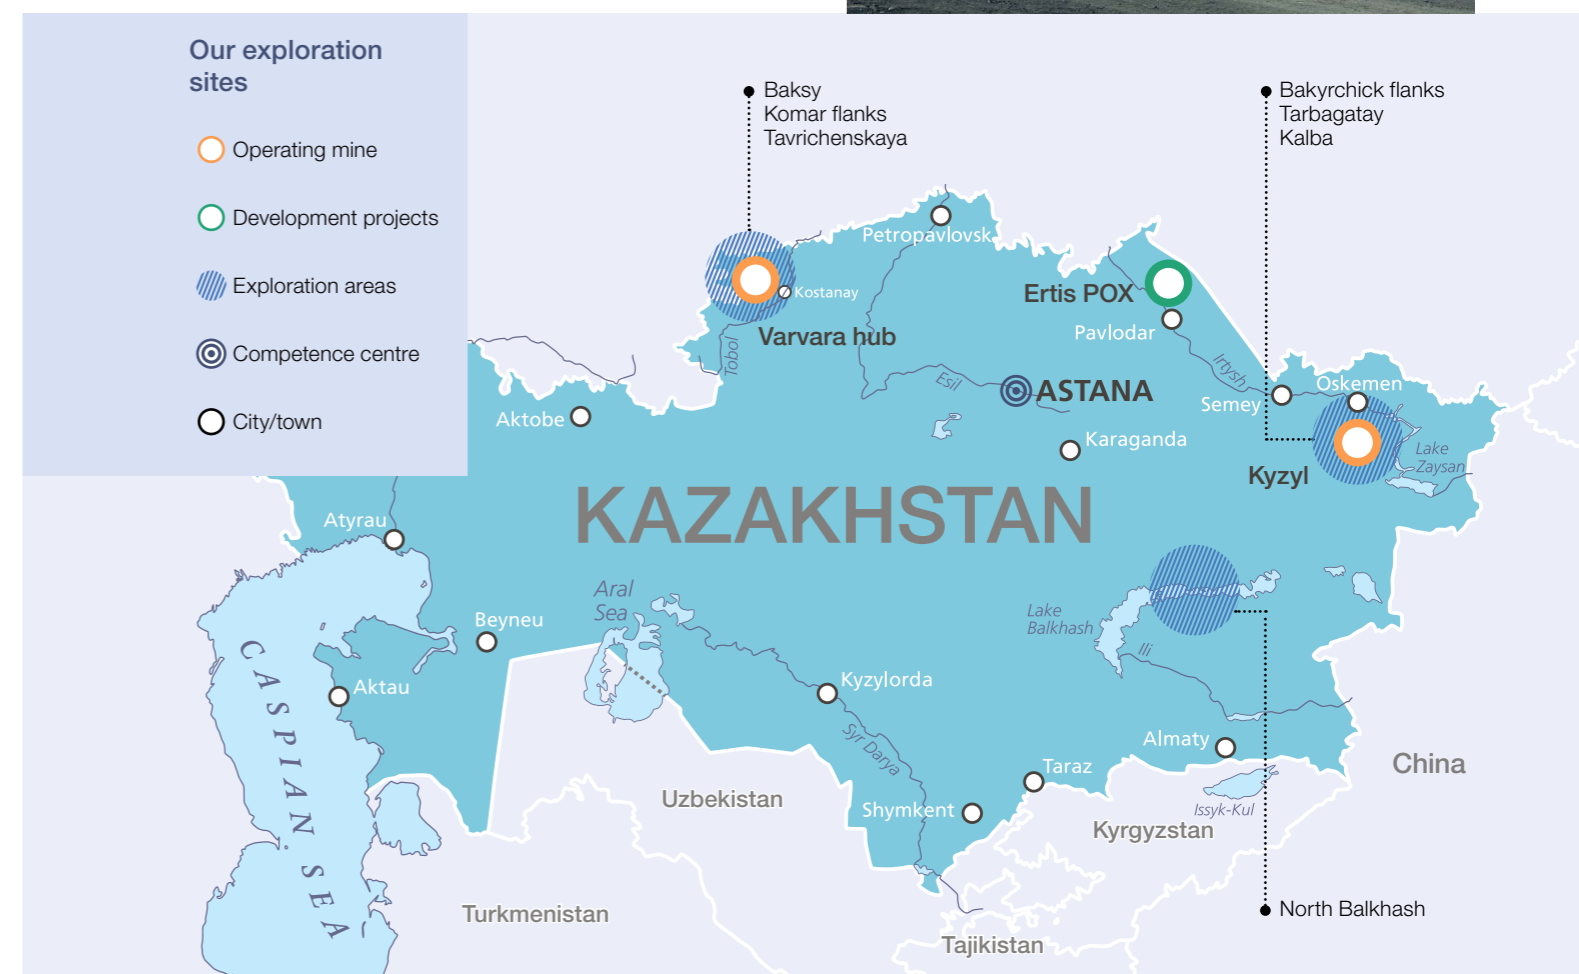 Our exploration
sites
Operating mine
Development projects
Exploration areas
Competence centre
City/town
Baksy
Komar flanks
Tavrichenskaya
Bakyrchick flanks
Tarbagatay
Kalba
Petropavlovsk
Kostanay
Varvara hub
Tobol
Ertis POX
Pavlodar
Irtysh
Esil
ASTANA
Semey
Oskemen
Aktobe
Karaganda
Lake
Zaysan
Kyzyl
KAZAKHSTAN
Atyrau
Aral
Sea
Beyneu
Lake
Balkhash
Ili
Aktau
Kyzylorda
CASPIAN SEA
Syr Darya
Almaty
China
Taraz
Uzbekistan
Shymkent
Issyk-Kul
Kyrgyzstan
Turkmenistan
North Balkhash
Tajikistan